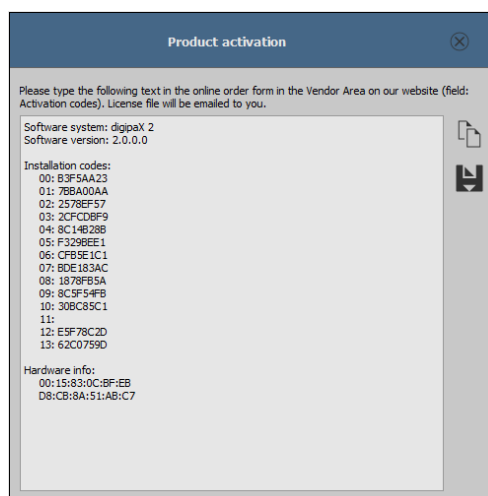 Product activation
Please type the following text in the online order form in the Vendor Area on our website (field:
Activation codes). License file will be emailed to you.
Software system: digipaX 2
Software version: 2.0.0.0
Installation codes:
00: B3F5AA23
01: 7BBA00AA
02: 2578EF57
03: 2CFCDBF9
04: 8C14B28B
05: F329BEE1
06: CFB5E1C1
07: BDE183AC
08: 1878FB5A
09: 8C5F54FB
10: 30BC85C1
11:
12: E5F78C2D
13: 62C0759D
Hardware info:
00:15:83:0C:BF:EB
D8:CB:8A:51:AB:C7